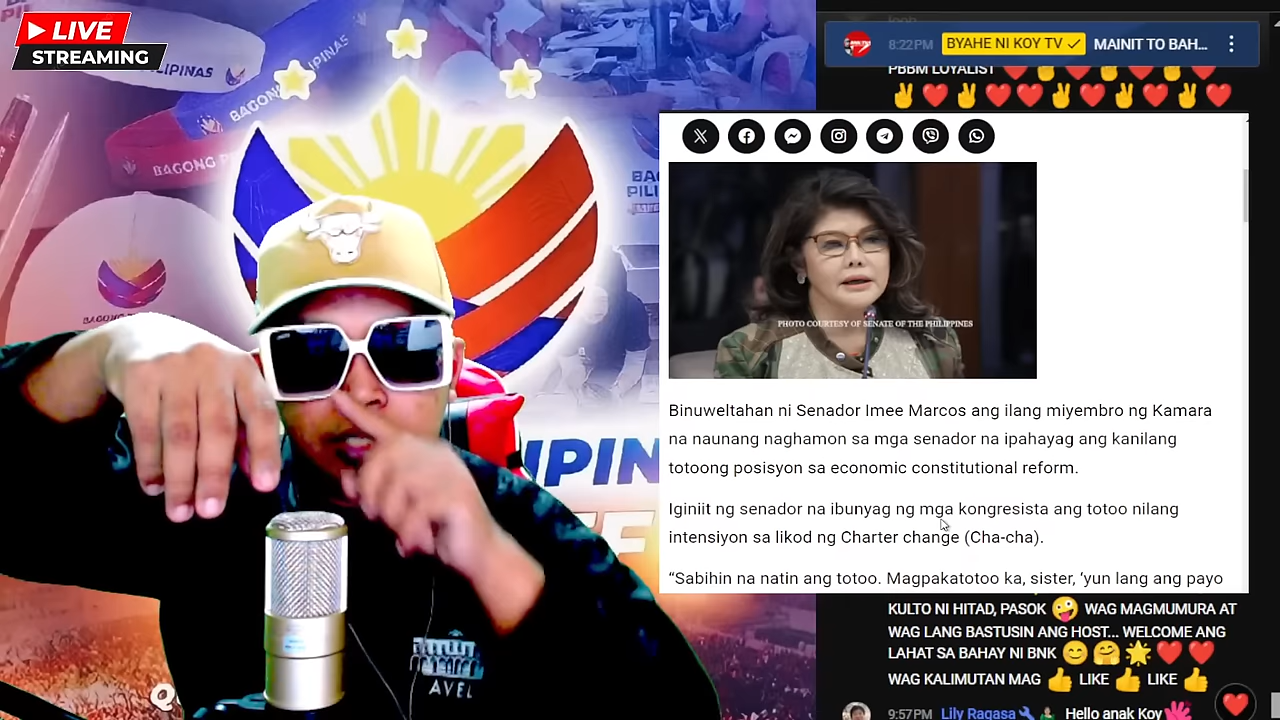 LIVE
STREAMING
PILIPINAS
BAGONG PILIPINAS
BAGONG P
AVEL
8:22PM BYAHE NI KOY TV MAINIT TO BAH...
PBBM LOYALIST ❤️✌️❤️✌️❤️✌️❤️
✌️❤️✌️❤️❤️✌️❤️✌️❤️✌️❤️
PHOTO COURTESY OF SENATE OF THE PHILIPPINES
Binuweltahan ni Senador Imee Marcos ang ilang miyembro ng Kamara
na naunang naghamon sa mga senador na ipahayag ang kanilang
totoong posisyon sa economic constitutional reform.
Iginiit ng senador na ibunyag ng mga kongresista ang totoo nilang
intensiyon sa likod ng Charter change (Cha-cha).
“Sabihin na natin ang totoo. Magpakatotoo ka, sister, ‘yun lang ang payo
KULTO NI HITAD, PASOK 🤪 WAG MAGMUMURA AT
WAG LANG BASTUSIN ANG HOST... WELCOME ANG
LAHAT SA BAHAY NI BNK 😊🤗🌟❤️❤️
WAG KALIMUTAN MAG 👍 LIKE 👍 LIKE 👍
9:57PM Lily Ragasa Hello anak Koy